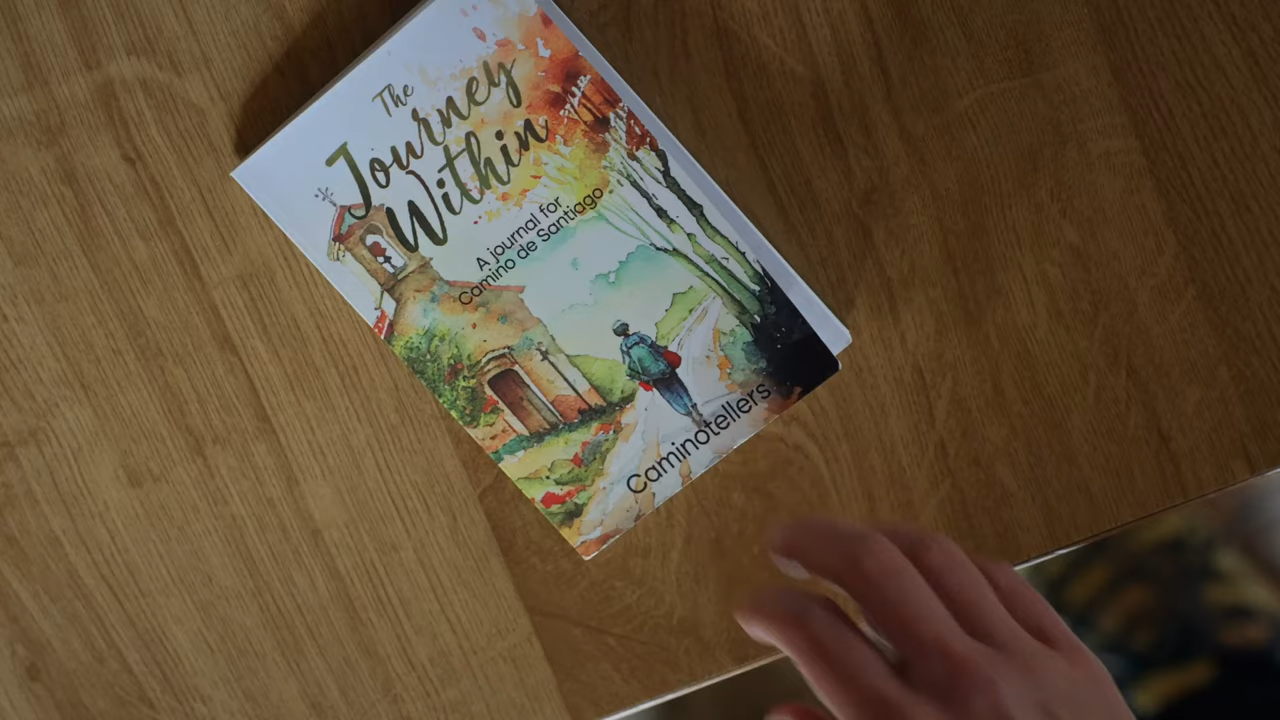 The
Journey
Within
A journal for
Camino de Santiago
Caminotellers